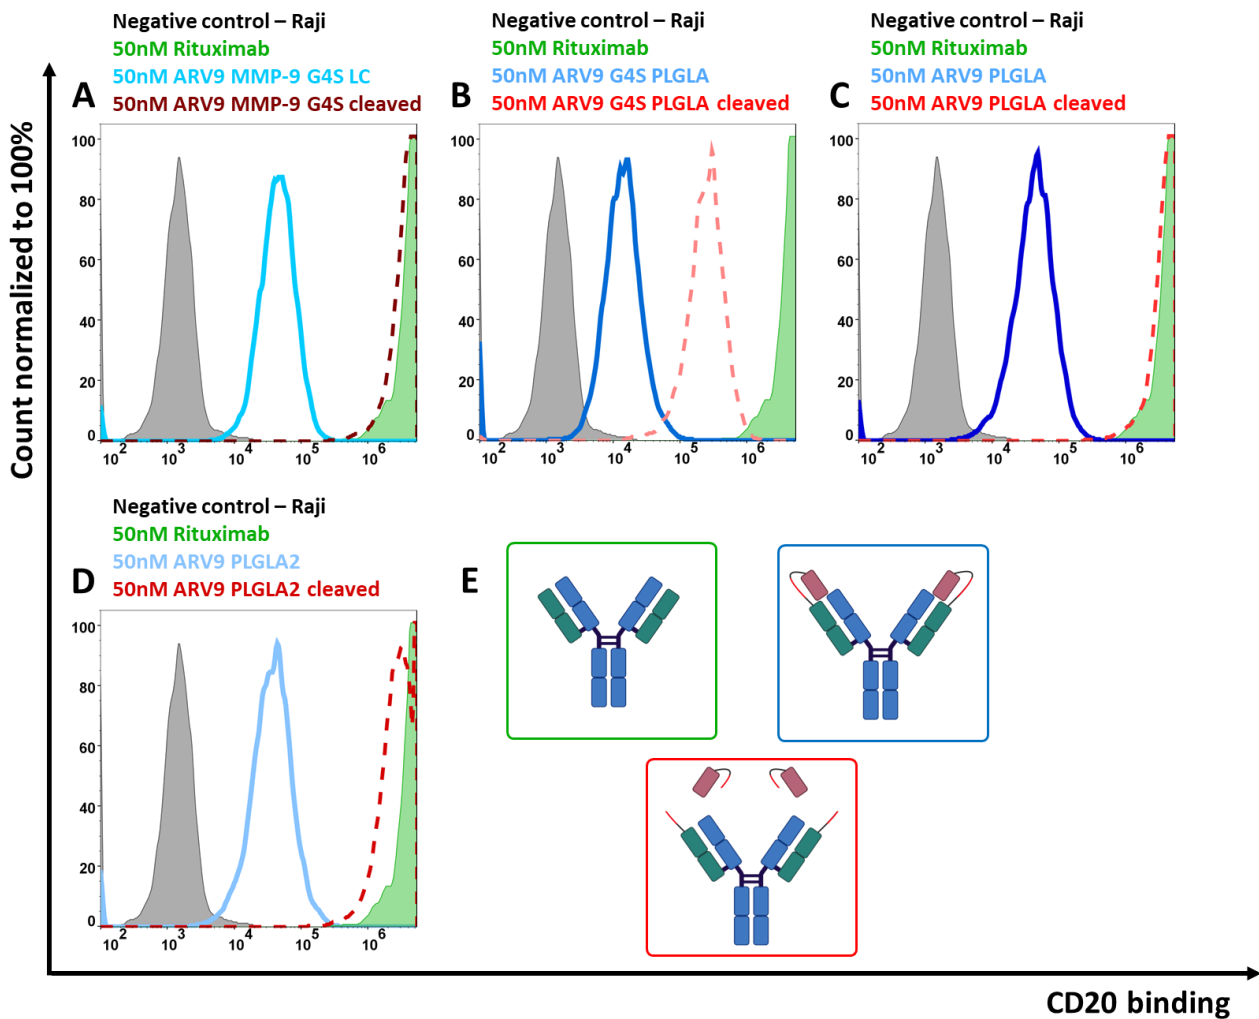 Negative control – Raji
50nM Rituximab
50nM ARV9 MMP-9 G4S LC
50nM ARV9 MMP-9 G4S cleaved
A
100
80
60
40
20
0
10^2 10^3 10^4 10^5 10^6
Negative control – Raji
50nM Rituximab
50nM ARV9 G4S PLGLA
50nM ARV9 G4S PLGLA cleaved
B
100
80
60
40
20
0
10^2 10^3 10^4 10^5 10^6
Negative control – Raji
50nM Rituximab
50nM ARV9 PLGLA
50nM ARV9 PLGLA cleaved
C
100
80
60
40
20
0
10^2 10^3 10^4 10^5 10^6
Count normalized to 100%
Negative control – Raji
50nM Rituximab
50nM ARV9 PLGLA2
50nM ARV9 PLGLA2 cleaved
D
100
80
60
40
20
0
10^2 10^3 10^4 10^5 10^6
E
CD20 binding